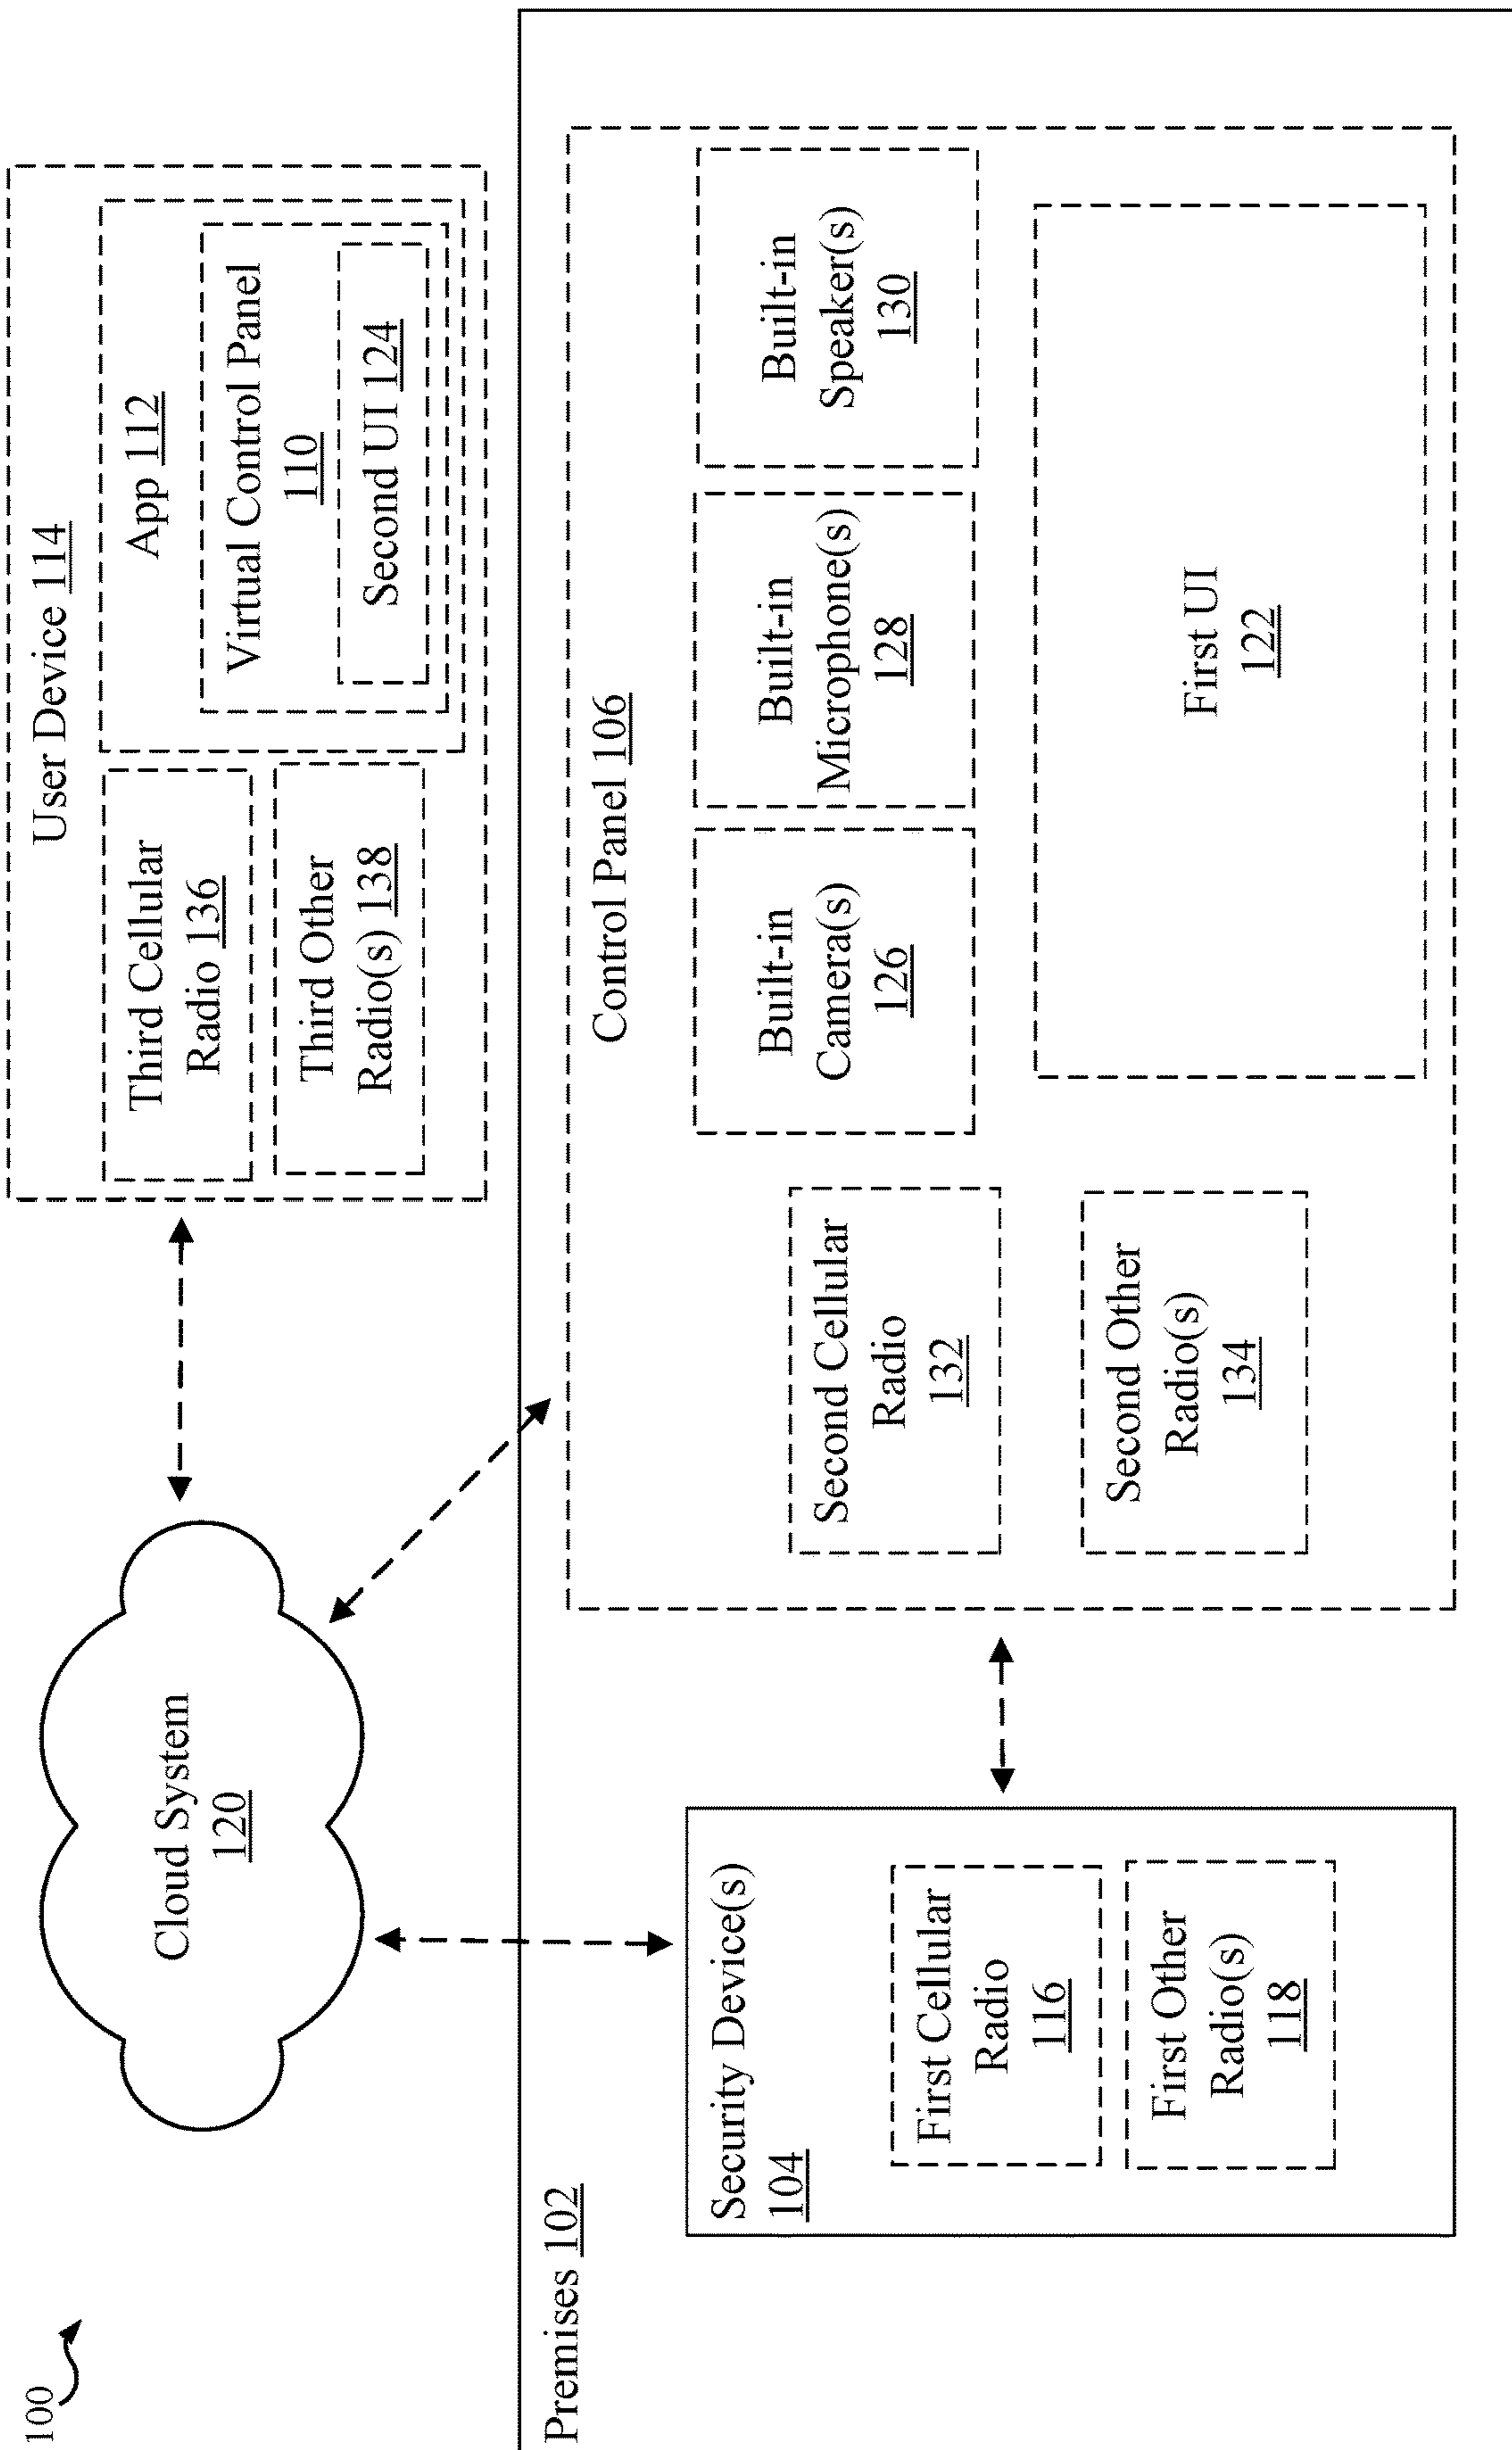 100
Cloud System
120
User Device 114
Third Cellular
Radio 136
Third Other
Radio(s) 138
App 112
Virtual Control Panel
110
Second UI 124
Premises 102
Security Device(s)
104
First Cellular
Radio
116
First Other
Radio(s)
118
Control Panel 106
Second Cellular
Radio
132
Second Other
Radio(s)
134
Built-in
Camera(s)
126
Built-in
Microphone(s)
128
Built-in
Speaker(s)
130
First UI
122